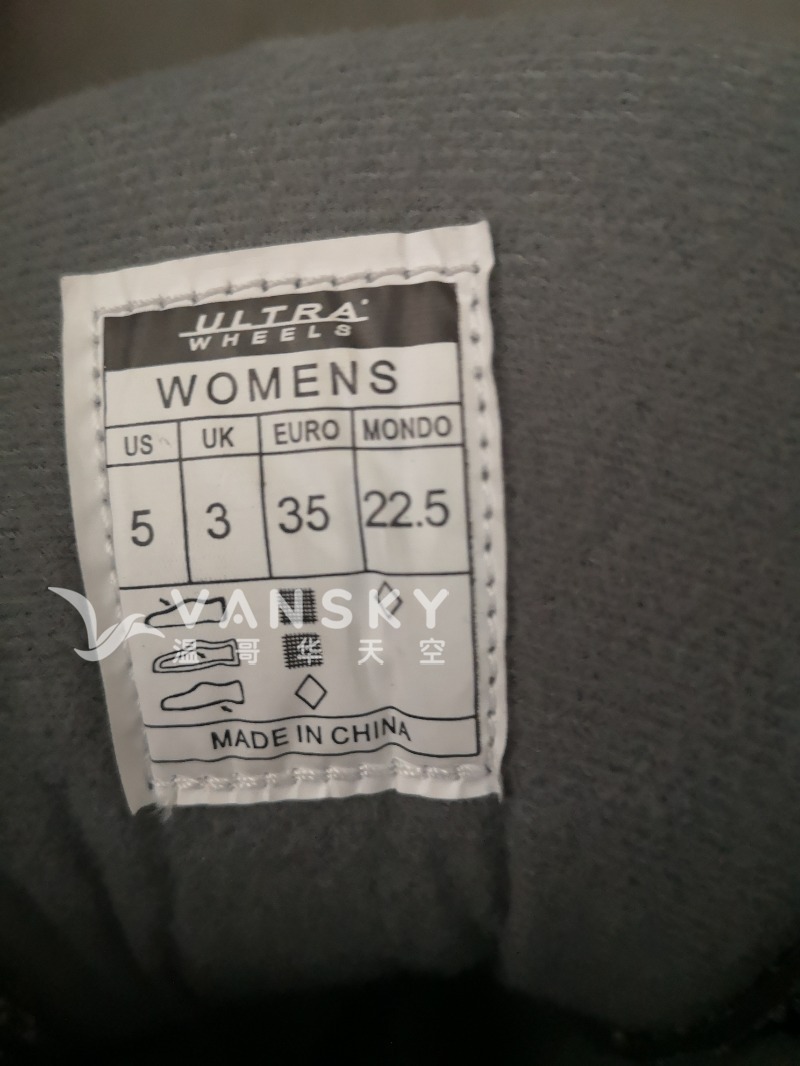 ULTRA
WHEELS
WOMENS
US UK EURO MONDO
5 3 35 22.5
VANSKY
温哥华天空
MADE IN CHINA